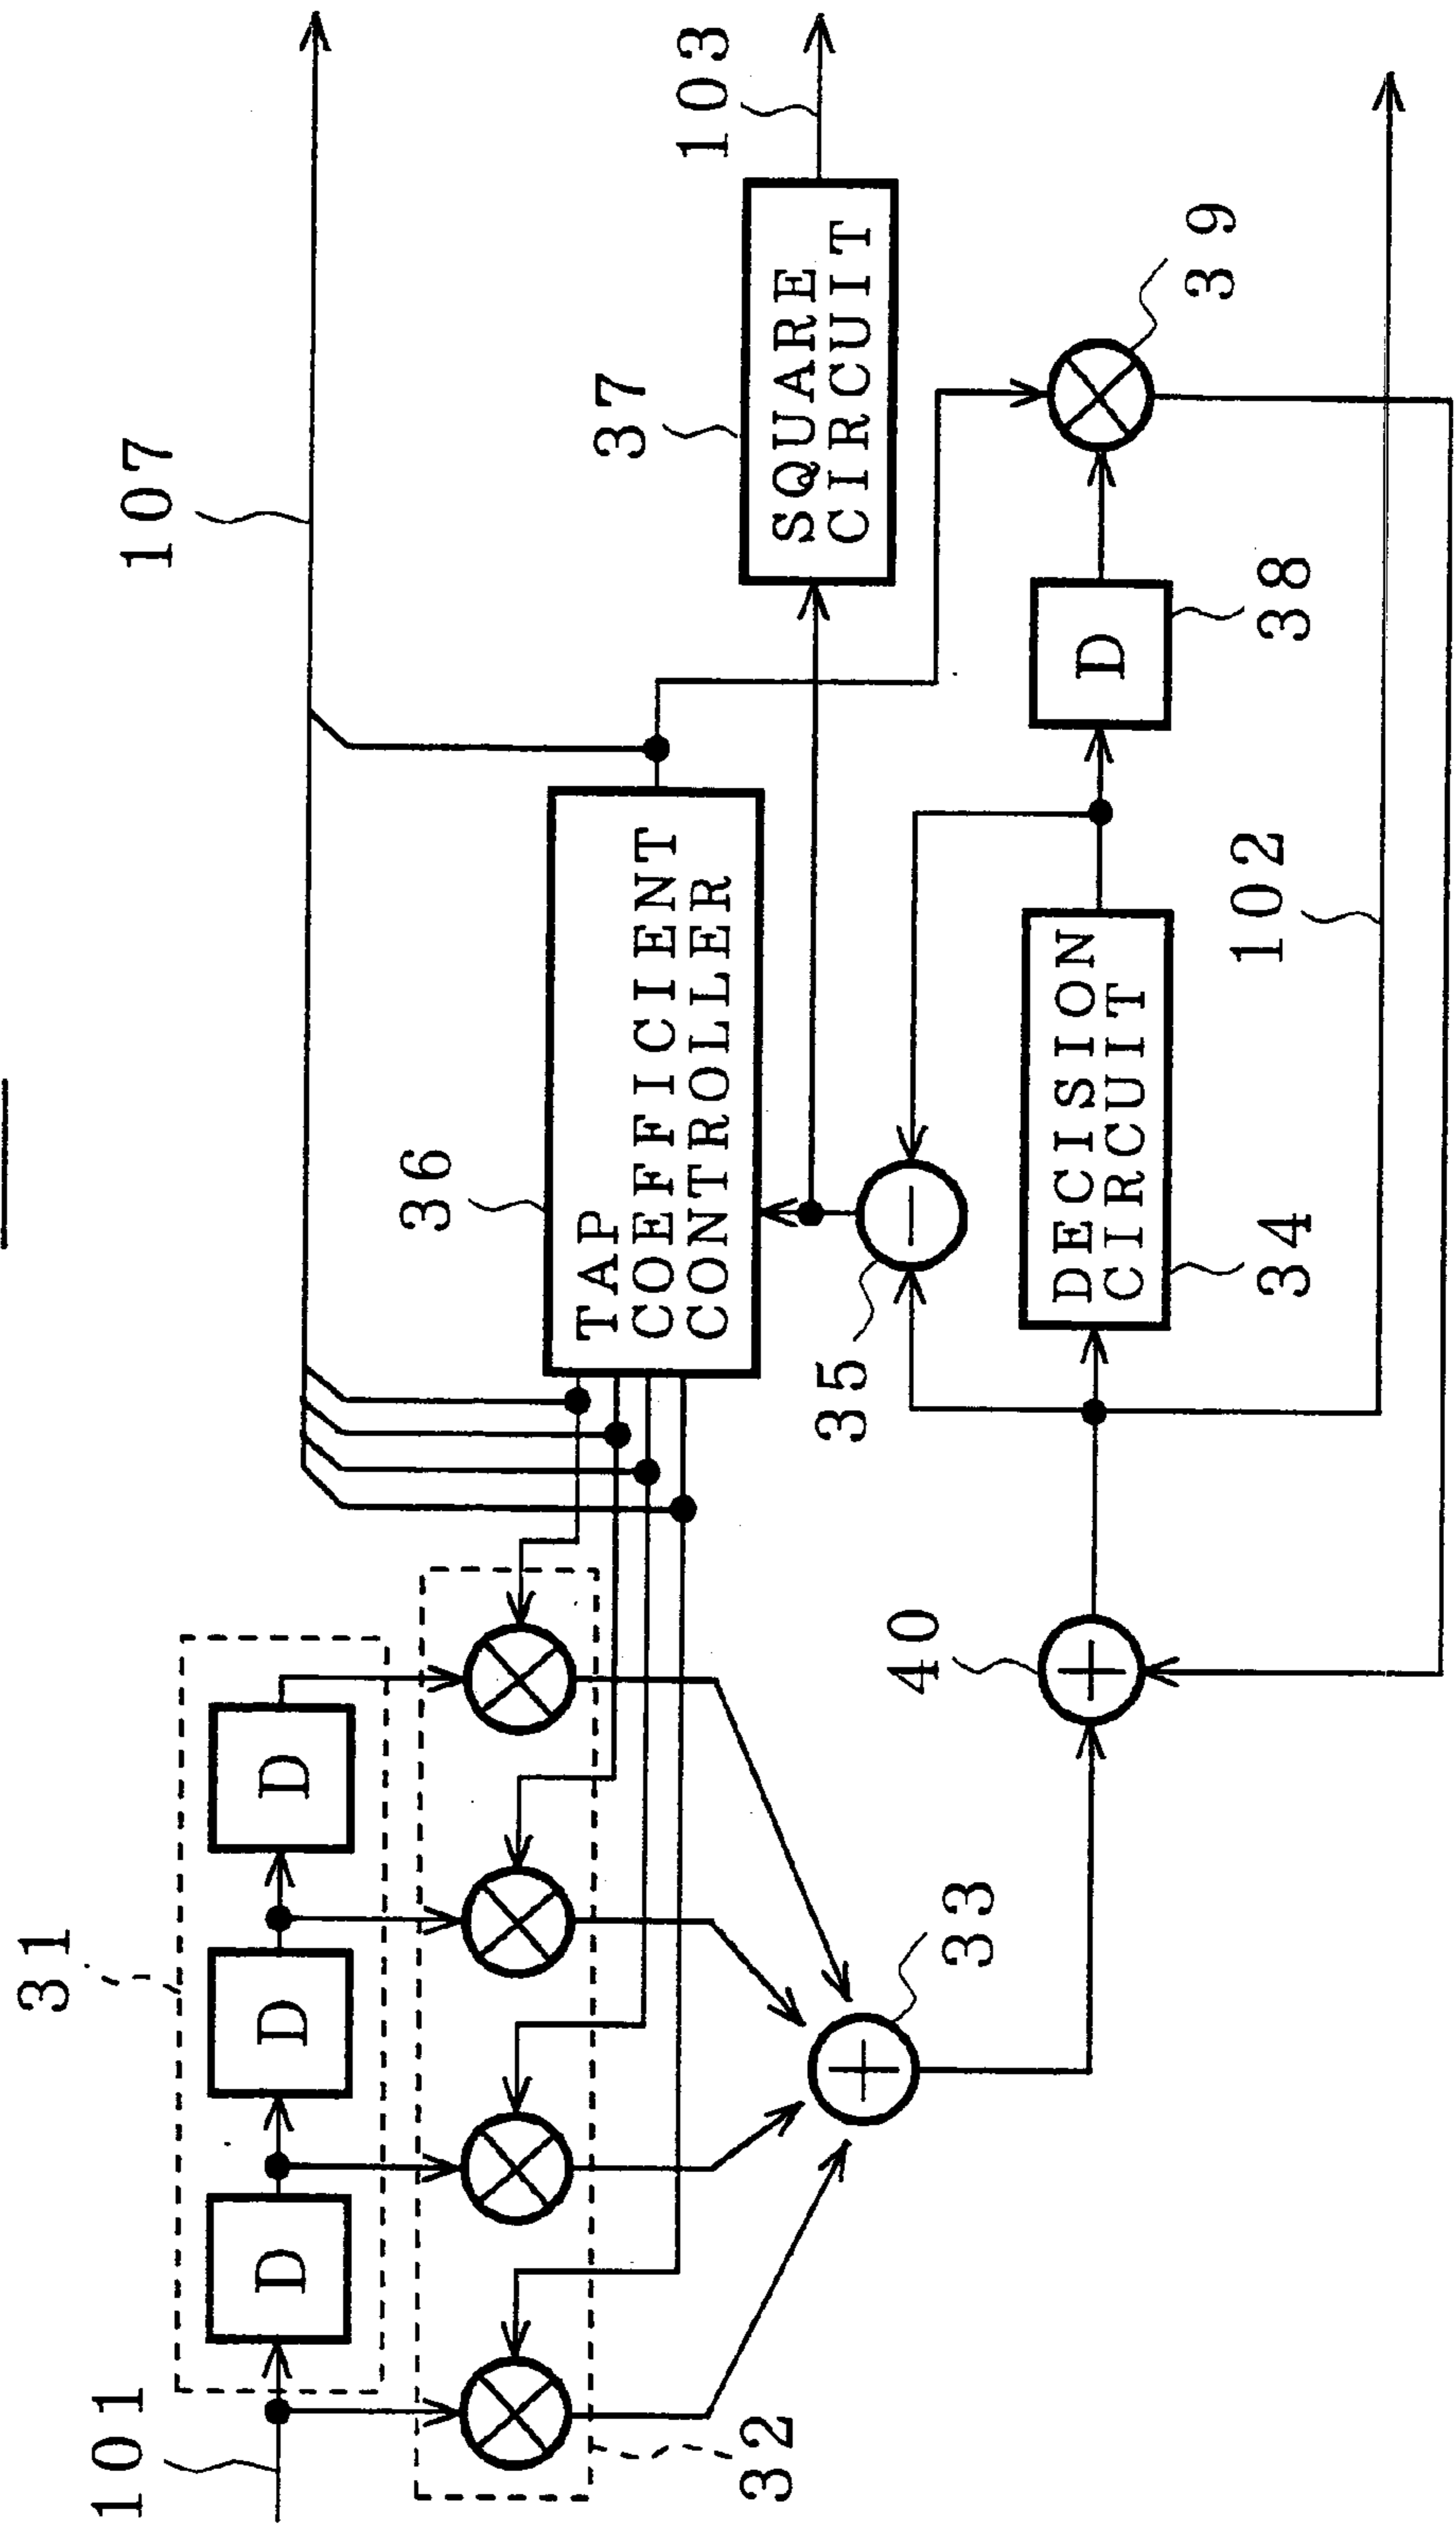 107
31
D
D
D
101
36
TAP
COEFFICIENT
CONTROLLER
37
SQUARE
CIRCUIT
103
32
35
33
40
DECISION
CIRCUIT
34
D
38
39
102